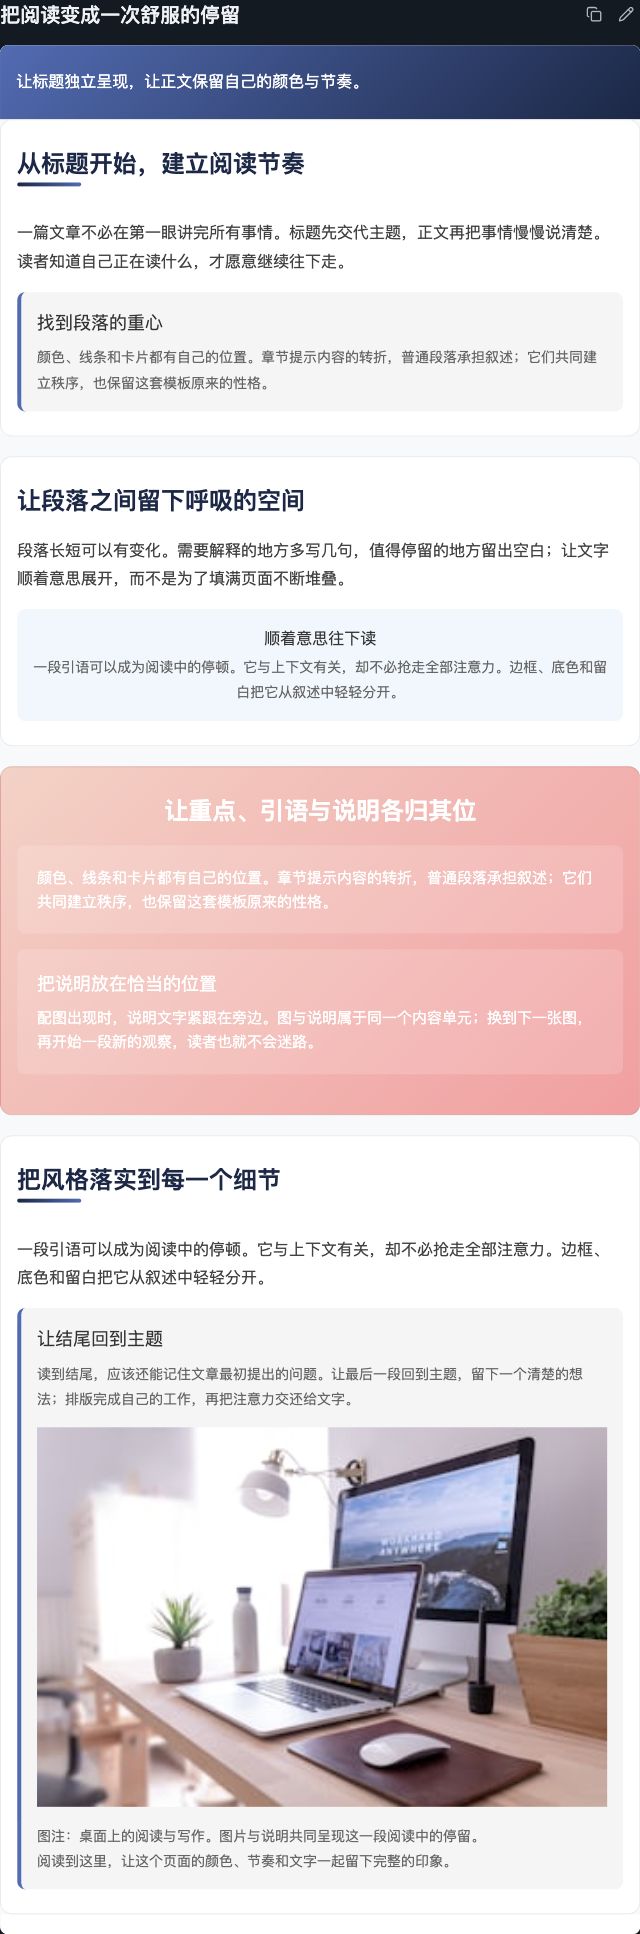 把阅读变成一次舒服的停留
让标题独立呈现，让正文保留自己的颜色与节奏。
从标题开始，建立阅读节奏
一篇文章不必在第一眼讲完所有事情。标题先交代主题，正文再把事情慢慢说清楚。
读者知道自己正在读什么，才愿意继续往下走。
找到段落的重心
颜色、线条和卡片都有自己的位置。章节提示内容的转折，普通段落承担叙述；它们共同建
立秩序，也保留这套模板原来的性格。
让段落之间留下呼吸的空间
段落长短可以有变化。需要解释的地方多写几句，值得停留的地方留出空白；让文字
顺着意思展开，而不是为了填满页面不断堆叠。
顺着意思往下读
一段引语可以成为阅读中的停顿。它与上下文有关，却不必抢走全部注意力。边框、底色和留
白把它从叙述中轻轻分开。
让重点、引语与说明各归其位
颜色、线条和卡片都有自己的位置。章节提示内容的转折，普通段落承担叙述；它们
共同建立秩序，也保留这套模板原来的性格。
把说明放在恰当的位置
配图出现时，说明文字紧跟在旁边。图与说明属于同一个内容单元；换到下一张图，
再开始一段新的观察，读者也就不会迷路。
把风格落实到每一个细节
一段引语可以成为阅读中的停顿。它与上下文有关，却不必抢走全部注意力。边框、
底色和留白把它从叙述中轻轻分开。
让结尾回到主题
读到结尾，应该还能记住文章最初提出的问题。让最后一段回到主题，留下一个清楚的想
法；排版完成自己的工作，再把注意力交还给文字。
WORKHARD
ANYWHERE
图注：桌面上的阅读与写作。图片与说明共同呈现这一段阅读中的停留。
阅读到这里，让这个页面的颜色、节奏和文字一起留下完整的印象。